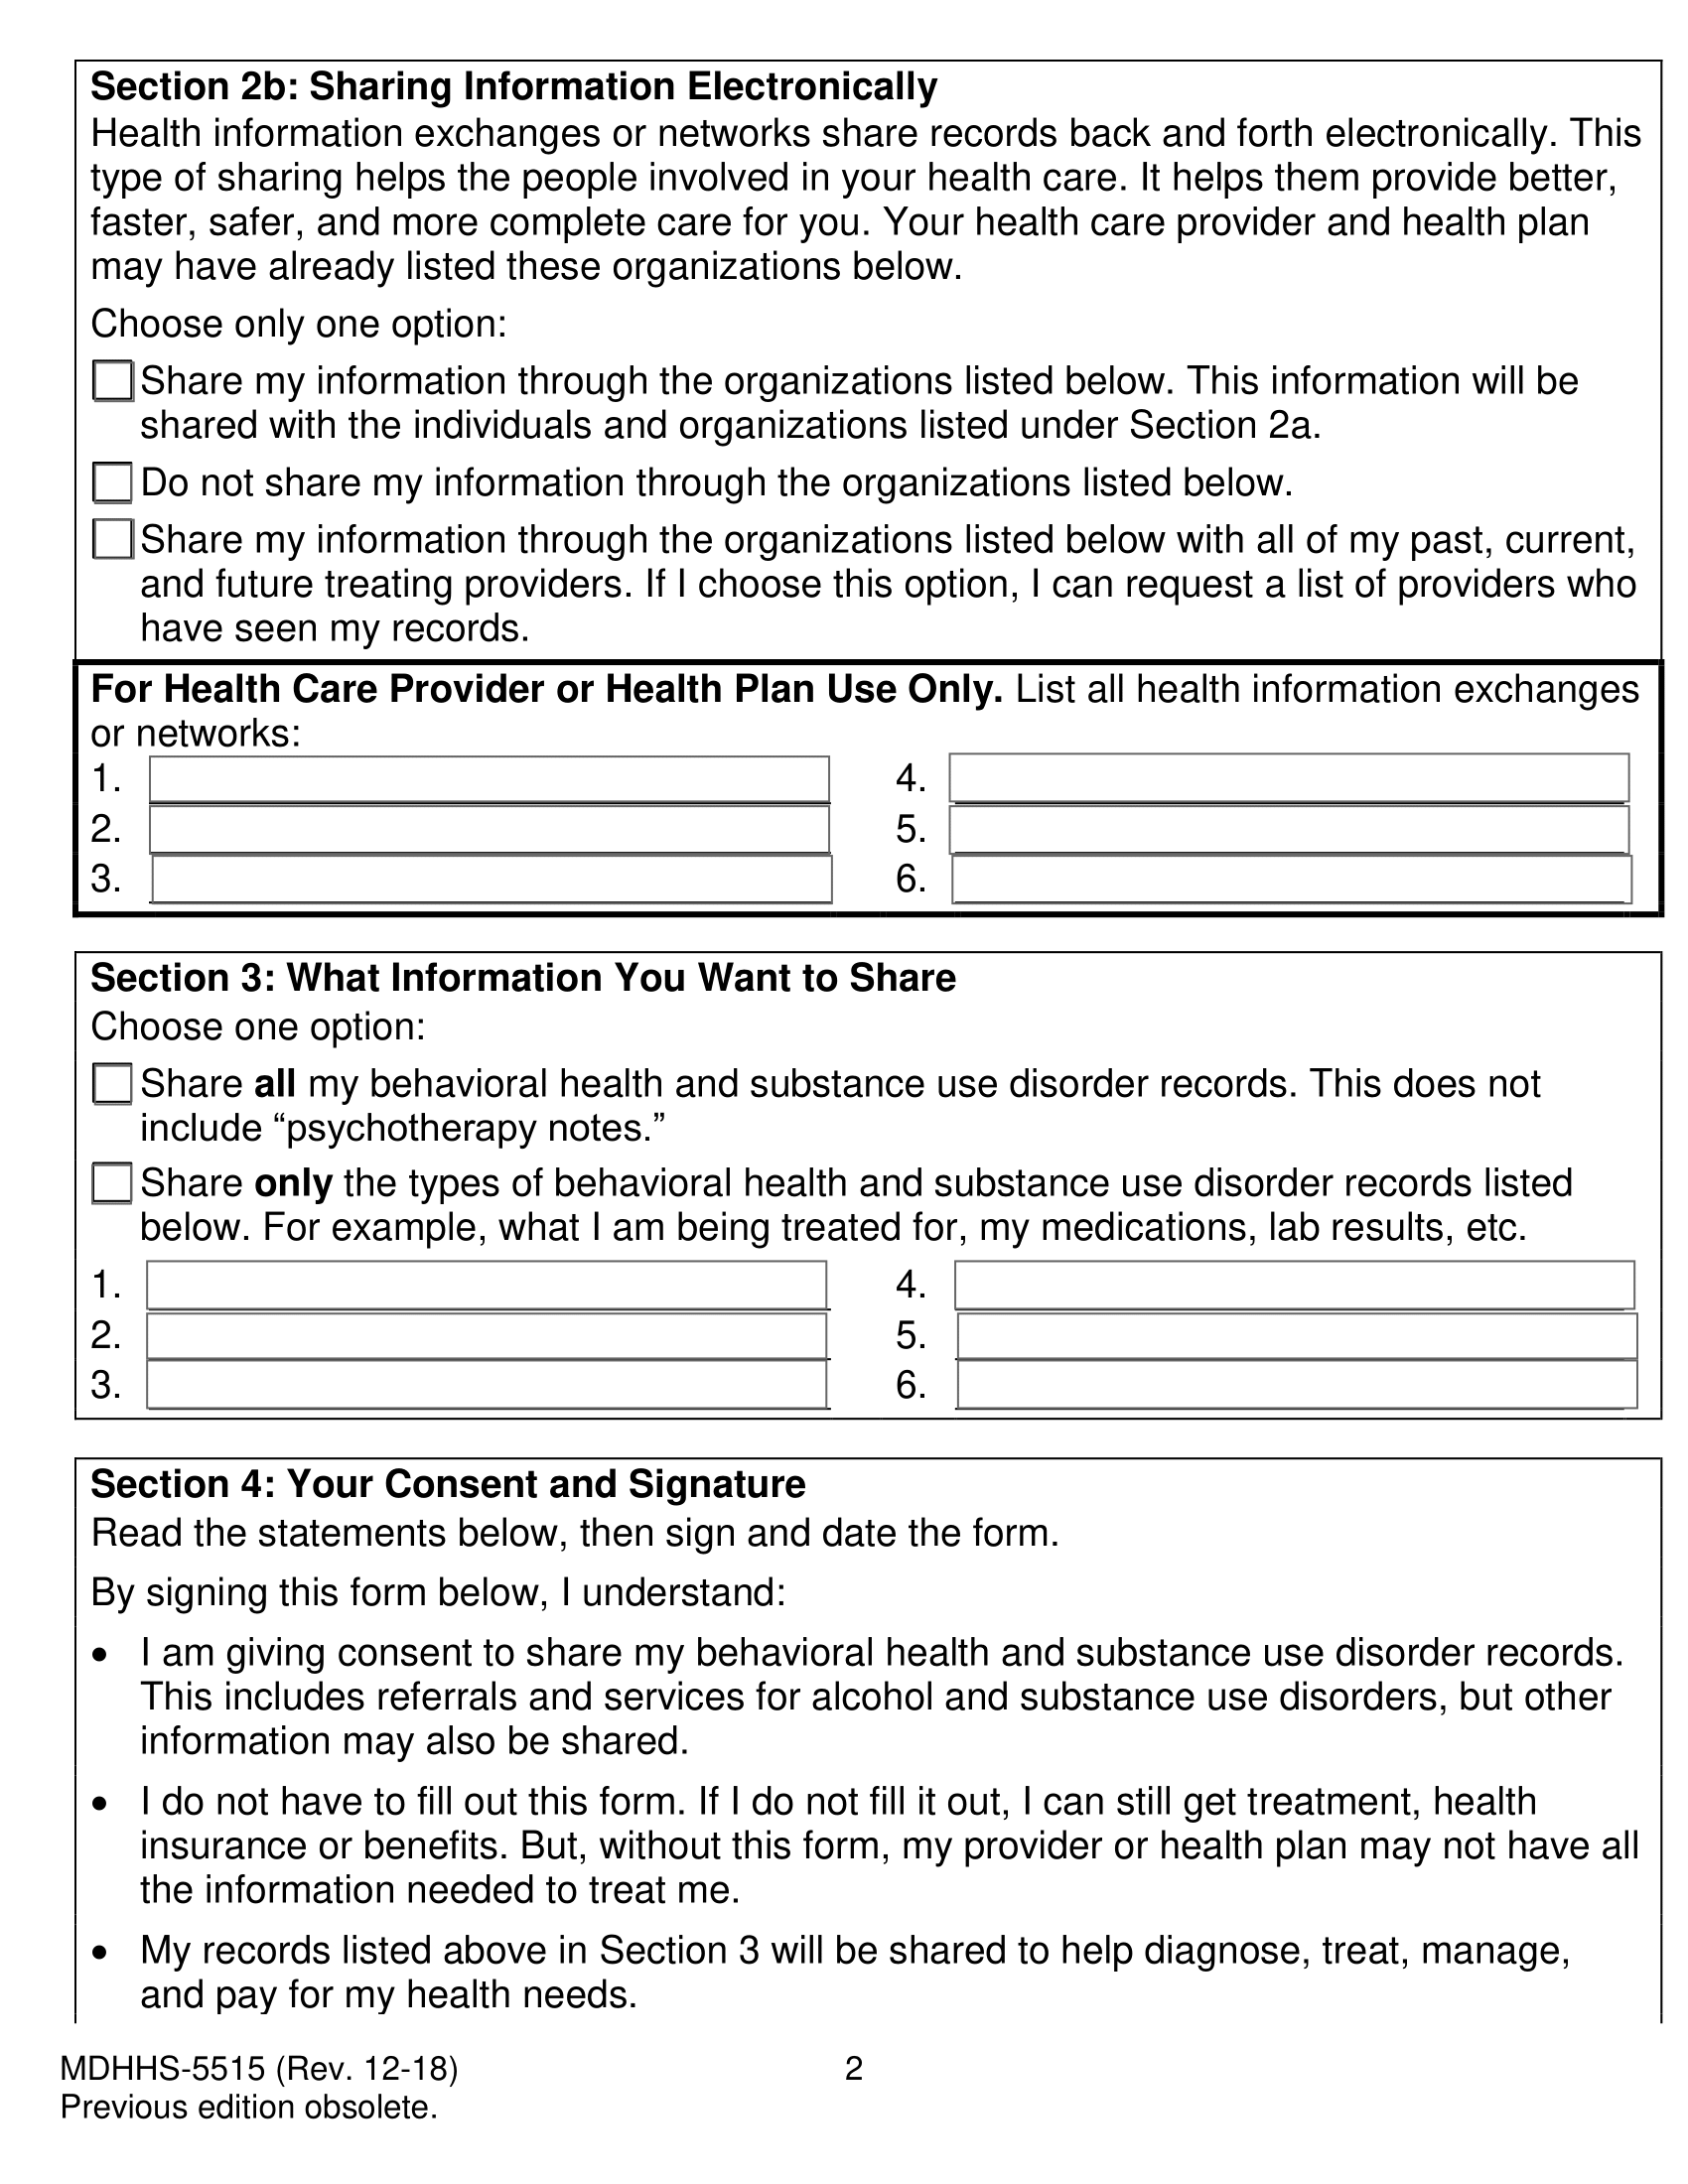 Section 2b: Sharing Information Electronically
Health information exchanges or networks share records back and forth electronically. This
type of sharing helps the people involved in your health care. It helps them provide better,
faster, safer, and more complete care for you. Your health care provider and health plan
may have already listed these organizations below.
Choose only one option:
Share my information through the organizations listed below. This information will be
shared with the individuals and organizations listed under Section 2a.
Do not share my information through the organizations listed below.
Share my information through the organizations listed below with all of my past, current,
and future treating providers. If I choose this option, I can request a list of providers who
have seen my records.
For Health Care Provider or Health Plan Use Only. List all health information exchanges
or networks:
1. 4.
2. 5.
3. 6.
Section 3: What Information You Want to Share
Choose one option:
Share all my behavioral health and substance use disorder records. This does not
include “psychotherapy notes.”
Share only the types of behavioral health and substance use disorder records listed
below. For example, what I am being treated for, my medications, lab results, etc.
1. 4.
2. 5.
3. 6.
Section 4: Your Consent and Signature
Read the statements below, then sign and date the form.
By signing this form below, I understand:
• I am giving consent to share my behavioral health and substance use disorder records.
This includes referrals and services for alcohol and substance use disorders, but other
information may also be shared.
• I do not have to fill out this form. If I do not fill it out, I can still get treatment, health
insurance or benefits. But, without this form, my provider or health plan may not have all
the information needed to treat me.
• My records listed above in Section 3 will be shared to help diagnose, treat, manage,
and pay for my health needs.
MDHHS-5515 (Rev. 12-18) 2
Previous edition obsolete.